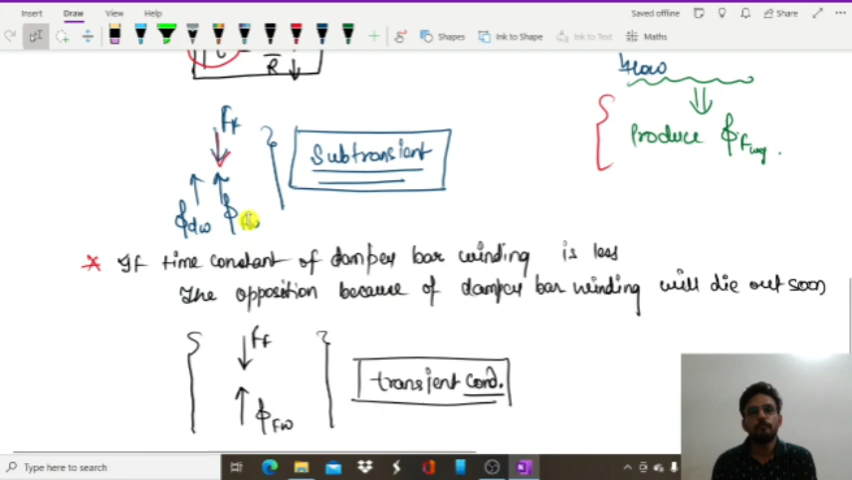 Insert Draw View Help Saved offline Share
Shapes Ink to Shape Ink to Text Maths
R
flow
Ff
Subtransient
Produce ϕFwg.
ϕdw ϕ
* If time constant of damper bar winding is less
The opposition because of damper bar winding will die out soon
Ff
transient cond.
ϕFw
Type here to search